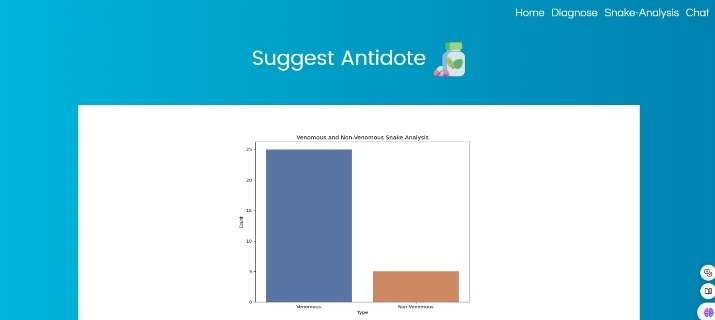 Home Diagnose Snake-Analysis Chat
Suggest Antidote
Venomous and Non-Venomous Snake Analysis
25
20
15
10
5
0
Count
Venomous Non-Venomous
Type